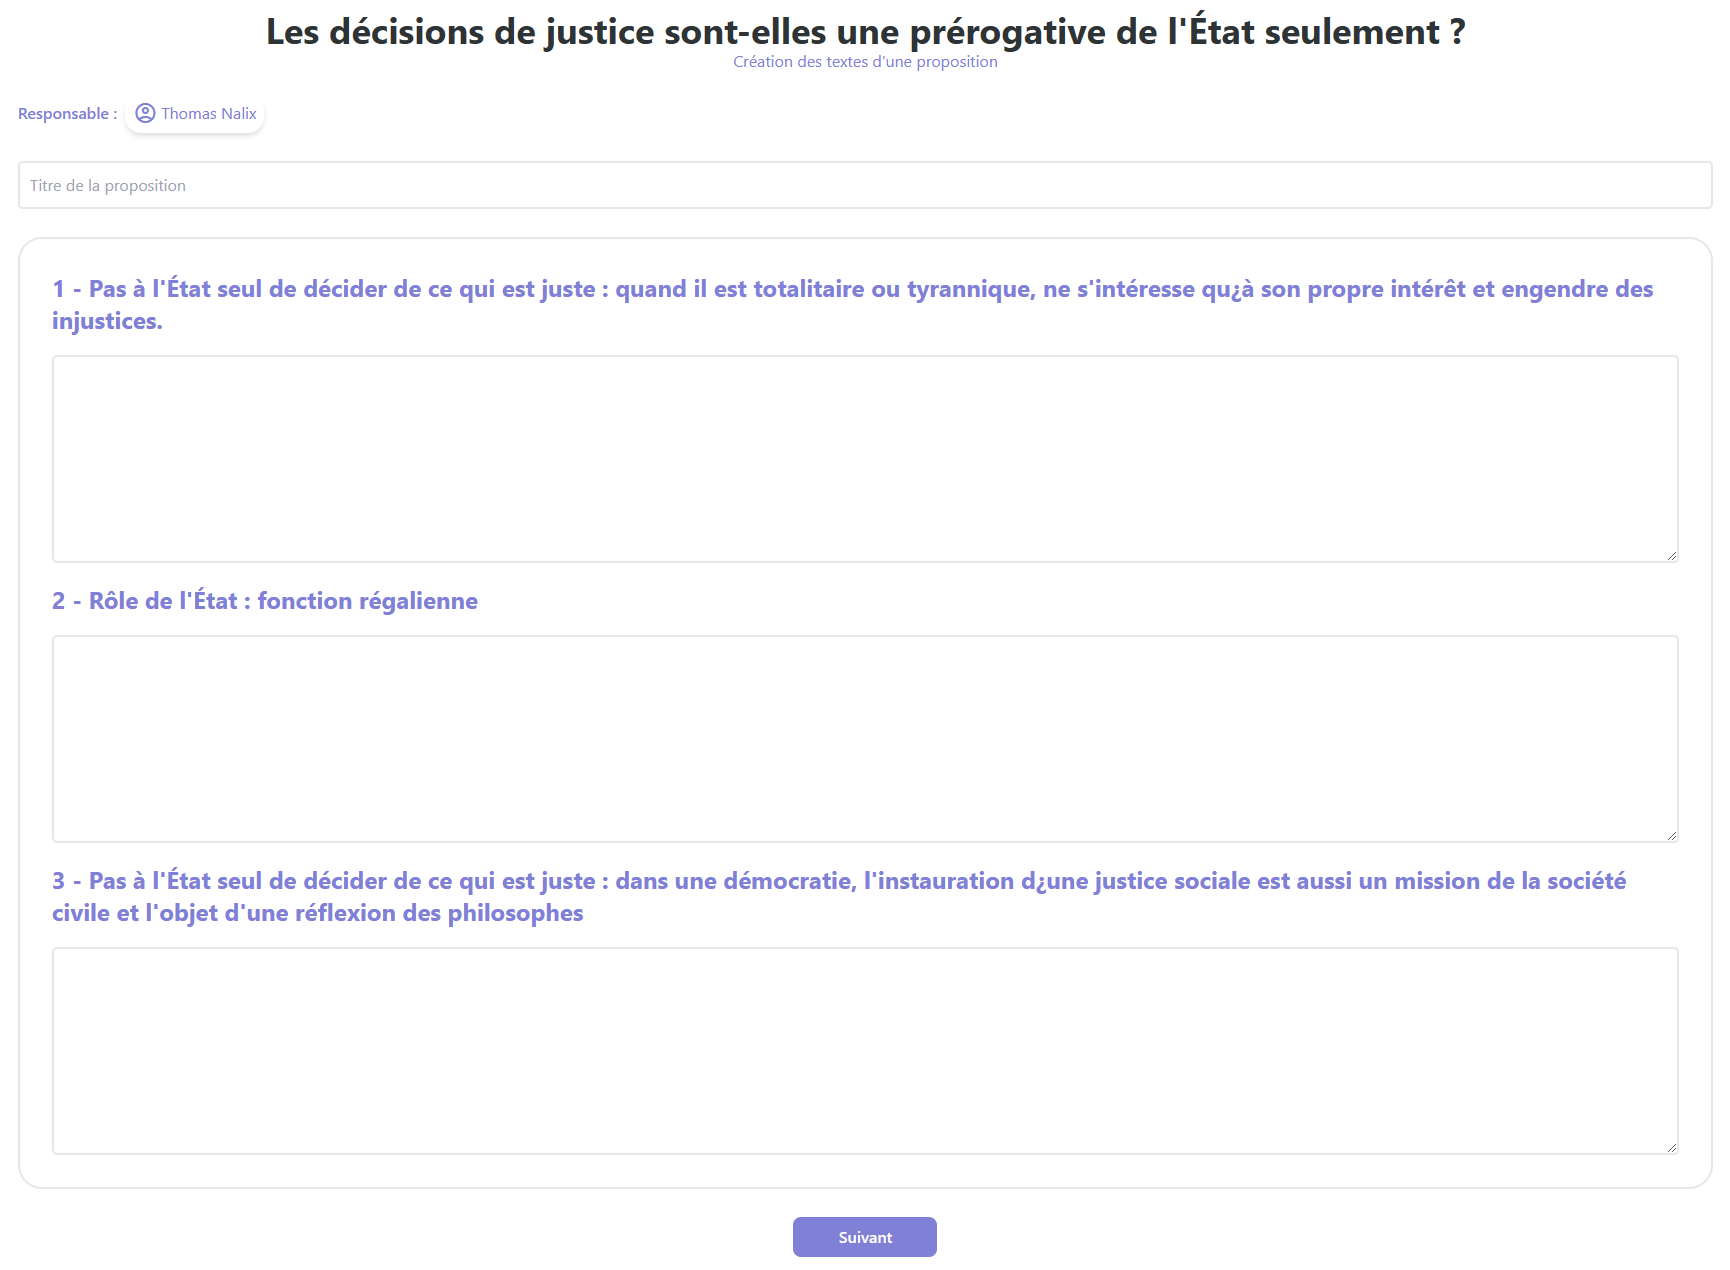 Les décisions de justice sont-elles une prérogative de l'État seulement ?
Création des textes d'une proposition
Responsable : Thomas Nalix
Titre de la proposition
1 - Pas à l'État seul de décider de ce qui est juste : quand il est totalitaire ou tyrannique, ne s'intéresse qu¿à son propre intérêt et engendre des
injustices.
2 - Rôle de l'État : fonction régalienne
3 - Pas à l'État seul de décider de ce qui est juste : dans une démocratie, l'instauration d¿une justice sociale est aussi un mission de la société
civile et l'objet d'une réflexion des philosophes
Suivant